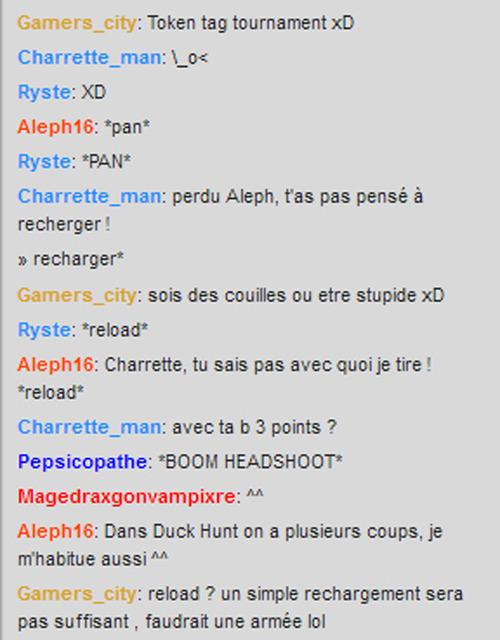 Gamers_city: Token tag tournament xD
Charrette_man: \_o<
Ryste: XD
Aleph16: *pan*
Ryste: *PAN*
Charrette_man: perdu Aleph, t'as pas pensé à
recherger !
» recharger*
Gamers_city: sois des couilles ou etre stupide xD
Ryste: *reload*
Aleph16: Charrette, tu sais pas avec quoi je tire !
*reload*
Charrette_man: avec ta b 3 points ?
Pepsicopathe: *BOOM HEADSHOOT*
Magedraxgonvampixre: ^^
Aleph16: Dans Duck Hunt on a plusieurs coups, je
m'habitue aussi ^^
Gamers_city: reload ? un simple rechargement sera
pas suffisant , faudrait une armée lol